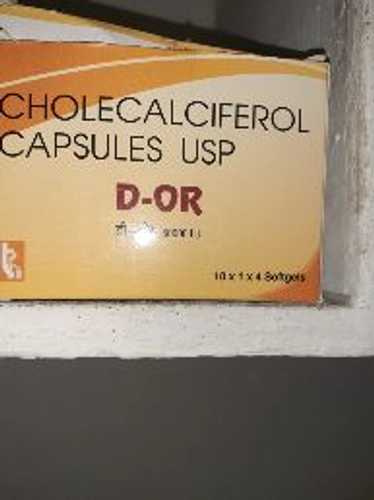 CHOLECALCIFEROL
CAPSULES USP
D-OR
10 x 1 x 4 Softgels